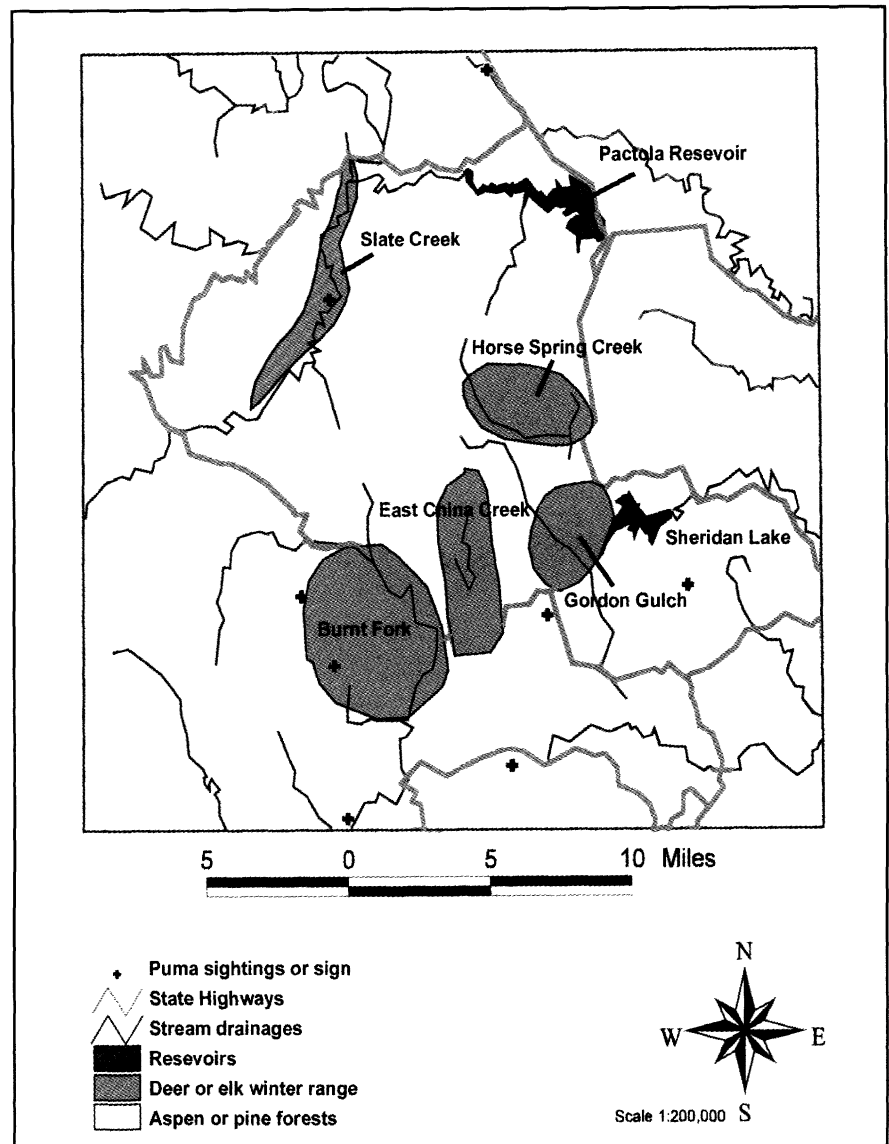 Pactola Resevoir
Slate Creek
Horse Spring Creek
East China Creek
Sheridan Lake
Gordon Gulch
Burnt Fork
5 0 5 10 Miles
Puma sightings or sign
State Highways
Stream drainages
Resevoirs
Deer or elk winter range
Aspen or pine forests
N
W E
S
Scale 1:200,000